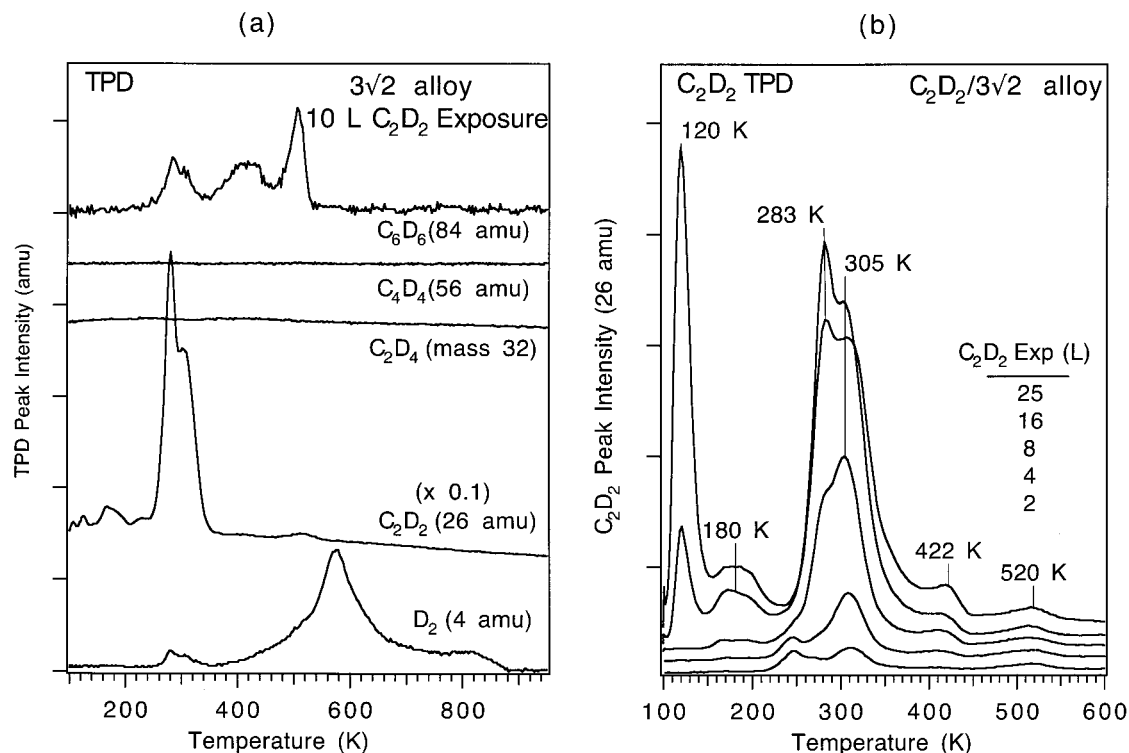 (a)
TPD
3√2 alloy
10 L C₂D₂ Exposure
C₆D₆ (84 amu)
C₄D₄ (56 amu)
C₂D₄ (mass 32)
(x 0.1)
C₂D₂ (26 amu)
D₂ (4 amu)
TPD Peak Intensity (amu)
200 400 600 800
Temperature (K)
(b)
C₂D₂ TPD
C₂D₂/3√2 alloy
120 K
283 K
305 K
C₂D₂ Exp (L)
25
16
8
4
2
180 K
422 K
520 K
C₂D₂ Peak Intensity (26 amu)
100 200 300 400 500 600
Temperature (K)